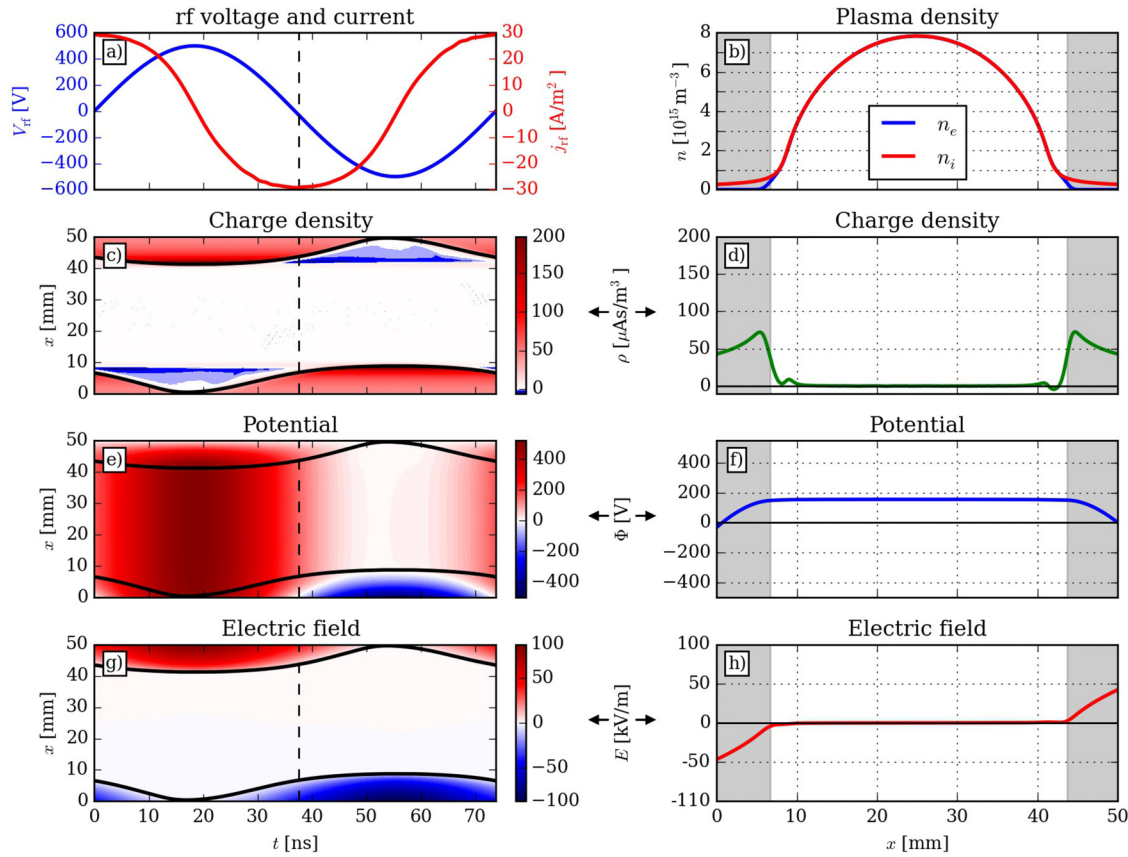 rf voltage and current
a)
600
400
200
0
−200
−400
−600
V_rf [V]
30
20
10
0
−10
−20
−30
j_rf [A/m²]
Plasma density
b)
8
7
6
4
2
1
0
n [10¹⁵ m⁻³]
n_e
n_i
Charge density
c)
50
40
30
20
10
0
x [mm]
200
150
100
50
0
ρ [μAs/m³]
Charge density
d)
200
150
100
50
0
Potential
e)
50
40
30
20
10
0
x [mm]
400
200
0
−200
−400
Φ [V]
Potential
f)
400
200
0
−200
−400
Electric field
g)
50
40
30
20
10
0
x [mm]
0 10 20 30 40 50 60 70
t [ns]
100
50
0
−50
−100
E [kV/m]
Electric field
h)
100
50
0
-50
-110
0 10 20 30 40 50
x [mm]